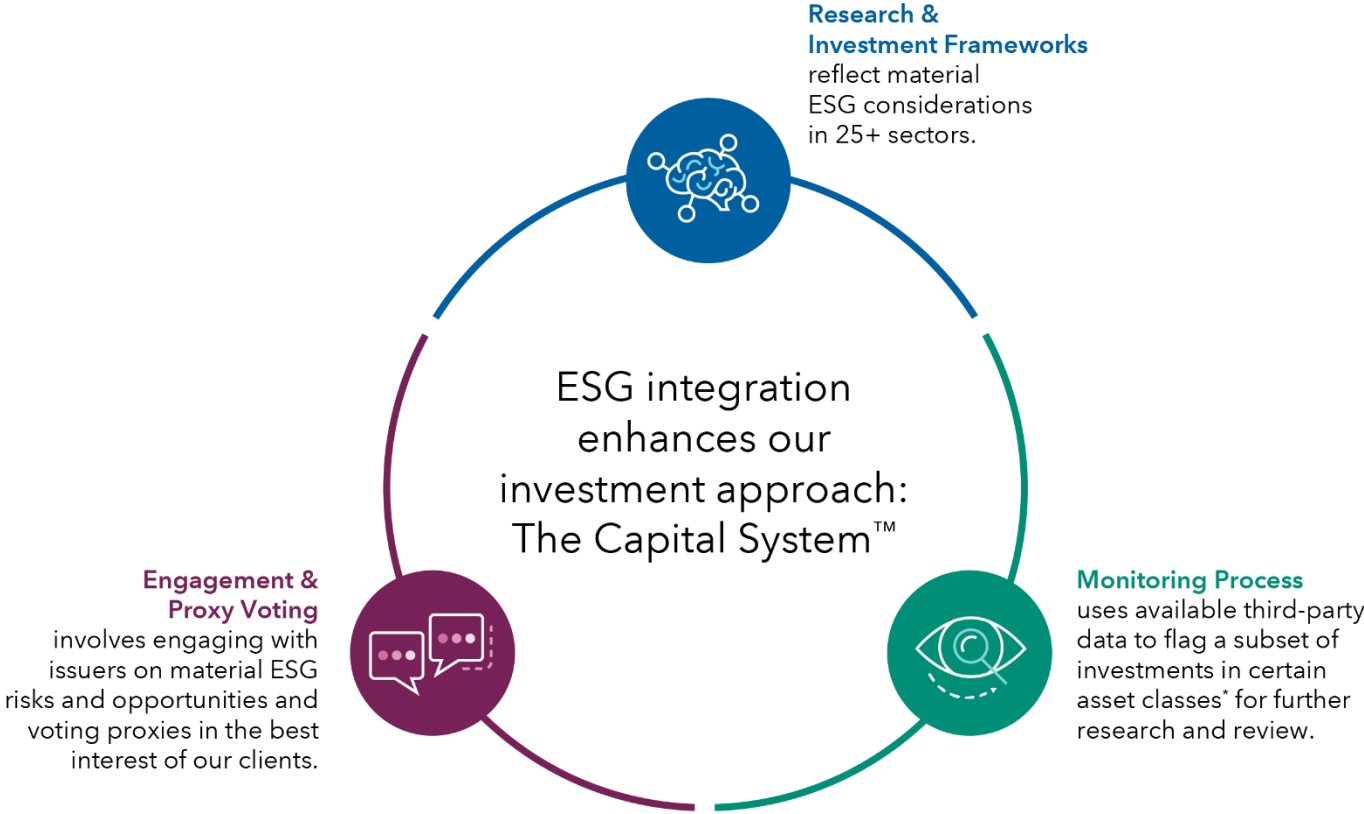 Research &
Investment Frameworks
reflect material
ESG considerations
in 25+ sectors.
ESG integration
enhances our
investment approach:
The Capital System™
Engagement &
Proxy Voting
involves engaging with
issuers on material ESG
risks and opportunities and
voting proxies in the best
interest of our clients.
Monitoring Process
uses available third-party
data to flag a subset of
investments in certain
asset classes* for further
research and review.